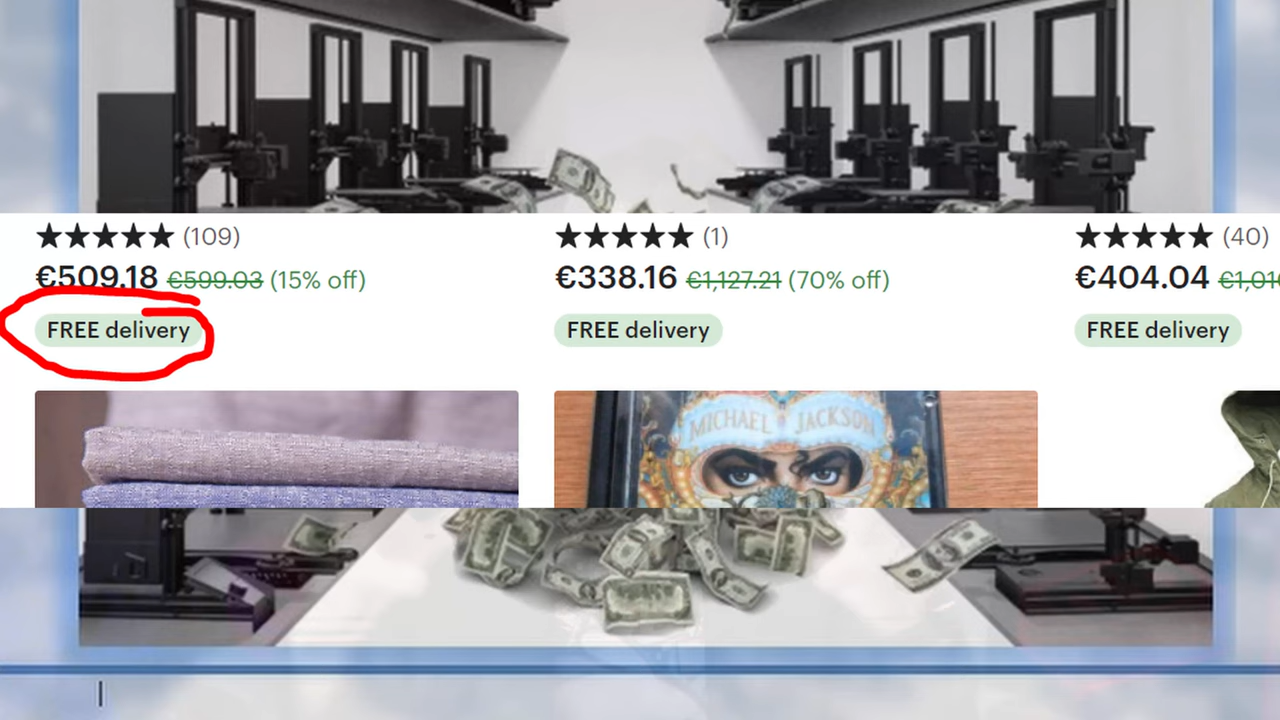 ★★★★★ (109)
€509.18 €599.03 (15% off)
FREE delivery
★★★★★ (1)
€338.16 €1,127.21 (70% off)
FREE delivery
★★★★★ (40)
€404.04
FREE delivery
MICHAEL JACKSON